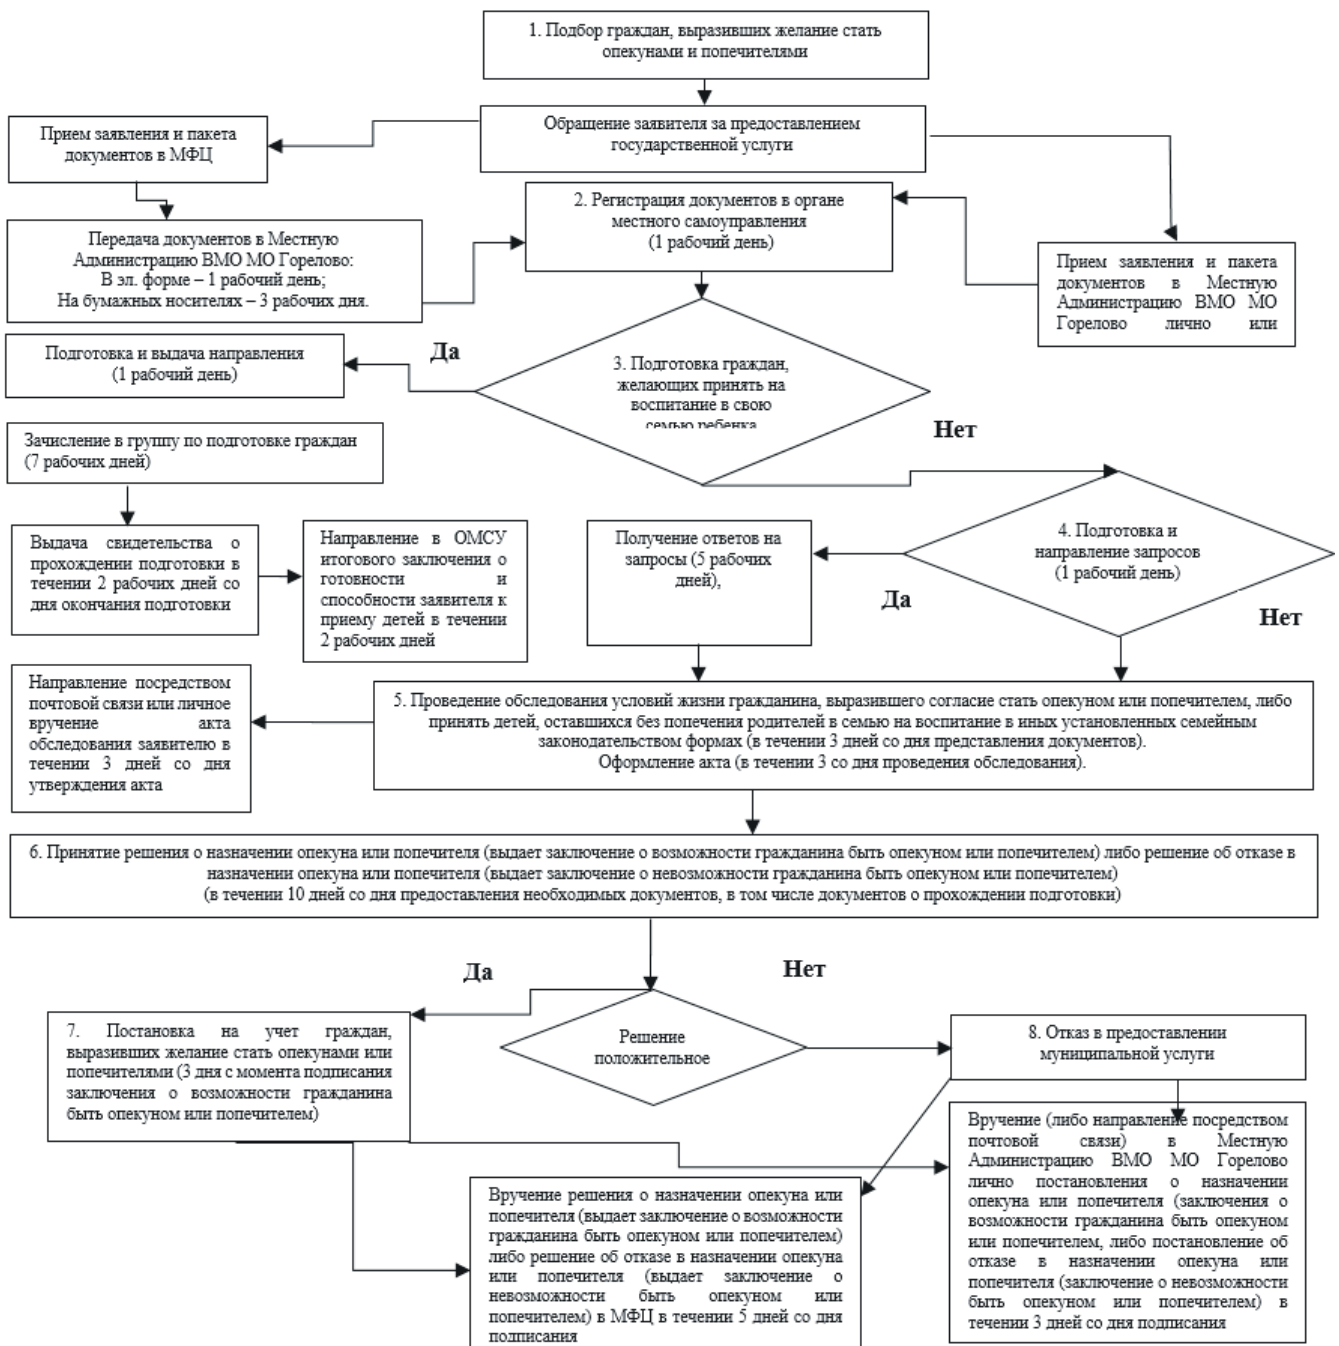 1. Подбор граждан, выразивших желание стать
опекунами и попечителями
Обращение заявителя за предоставлением
государственной услуги
Прием заявления и пакета
документов в МФЦ
2. Регистрация документов в органе
местного самоуправления
(1 рабочий день)
Передача документов в Местную
Администрацию ВМО МО Горелово:
В эл. форме – 1 рабочий день;
На бумажных носителях – 3 рабочих дня.
Прием заявления и пакета
документов в Местную
Администрацию ВМО МО
Горелово лично или
Подготовка и выдача направления
(1 рабочий день)
Да
3. Подготовка граждан,
желающих принять на
воспитание в свою
семью ребенка
Нет
Зачисление в группу по подготовке граждан
(7 рабочих дней)
Выдача свидетельства о
прохождении подготовки в
течении 2 рабочих дней со
дня окончания подготовки
Направление в ОМСУ
итогового заключения о
готовности и
способности заявителя к
приему детей в течении
2 рабочих дней
Получение ответов на
запросы (5 рабочих
дней),
4. Подготовка и
направление запросов
(1 рабочий день)
Да
Нет
Направление посредством
почтовой связи или личное
вручение акта
обследования заявителю в
течении 3 дней со дня
утверждения акта
5. Проведение обследования условий жизни гражданина, выразившего согласие стать опекуном или попечителем, либо
принять детей, оставшихся без попечения родителей в семью на воспитание в иных установленных семейным
законодательством формах (в течении 3 дней со дня представления документов).
Оформление акта (в течении 3 со дня проведения обследования).
6. Принятие решения о назначении опекуна или попечителя (выдает заключение о возможности гражданина быть опекуном или попечителем) либо решение об отказе в
назначении опекуна или попечителя (выдает заключение о невозможности гражданина быть опекуном или попечителем)
(в течении 10 дней со дня предоставления необходимых документов, в том числе документов о прохождении подготовки)
Да
Нет
7. Постановка на учет граждан,
выразивших желание стать опекунами или
попечителями (3 дня с момента подписания
заключения о возможности гражданина
быть опекуном или попечителем)
Решение
положительное
8. Отказ в предоставлении
муниципальной услуги
Вручение решения о назначении опекуна или
попечителя (выдает заключение о возможности
гражданина быть опекуном или попечителем)
либо решение об отказе в назначении опекуна
или попечителя (выдает заключение о
невозможности быть опекуном или
попечителем) в МФЦ в течении 5 дней со дня
подписания
Вручение (либо направление посредством
почтовой связи) в Местную
Администрацию ВМО МО Горелово
лично постановления о назначении
опекуна или попечителя (заключения о
возможности гражданина быть опекуном
или попечителем, либо постановление об
отказе в назначении опекуна или
попечителя (заключение о невозможности
быть опекуном или попечителем) в
течении 3 дней со дня подписания